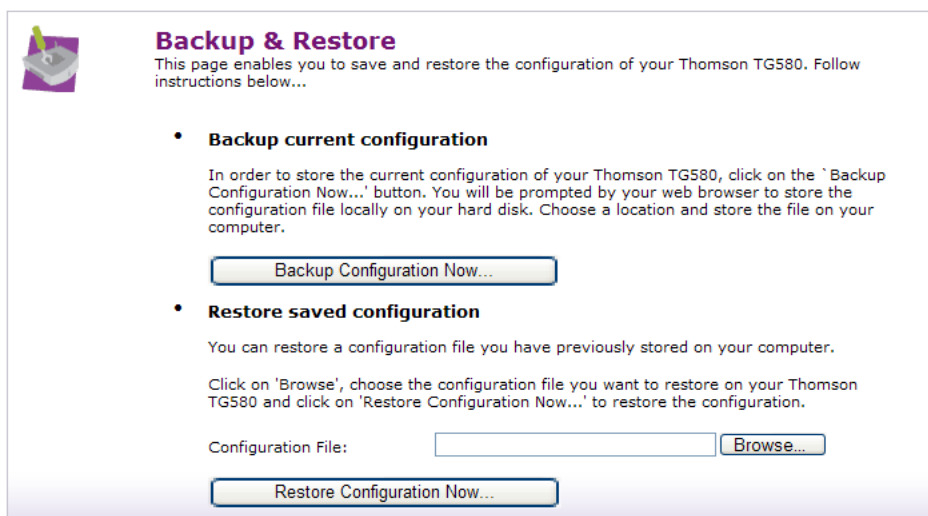 Backup & Restore
This page enables you to save and restore the configuration of your Thomson TG580. Follow
instructions below...
• Backup current configuration
In order to store the current configuration of your Thomson TG580, click on the `Backup
Configuration Now...' button. You will be prompted by your web browser to store the
configuration file locally on your hard disk. Choose a location and store the file on your
computer.
Backup Configuration Now...
• Restore saved configuration
You can restore a configuration file you have previously stored on your computer.
Click on 'Browse', choose the configuration file you want to restore on your Thomson
TG580 and click on 'Restore Configuration Now...' to restore the configuration.
Configuration File: Browse...
Restore Configuration Now...